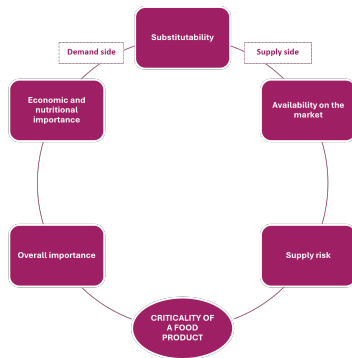 Substitutability
Demand side
Supply side
Economic and
nutritional
importance
Availability on the
market
Overall importance
Supply risk
CRITICALITY OF
A FOOD
PRODUCT